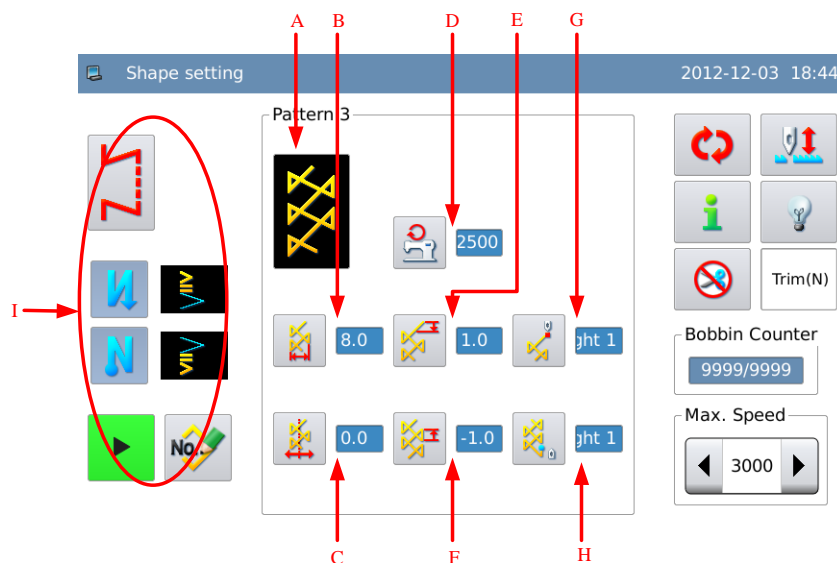 A B D E G
Shape setting 2012-12-03 18:44
Pattern 3
2500
Trim(N)
I
8.0 1.0 ght 1
Bobbin Counter
9999/9999
No.
0.0 -1.0 ght 1
Max. Speed
3000
C F H